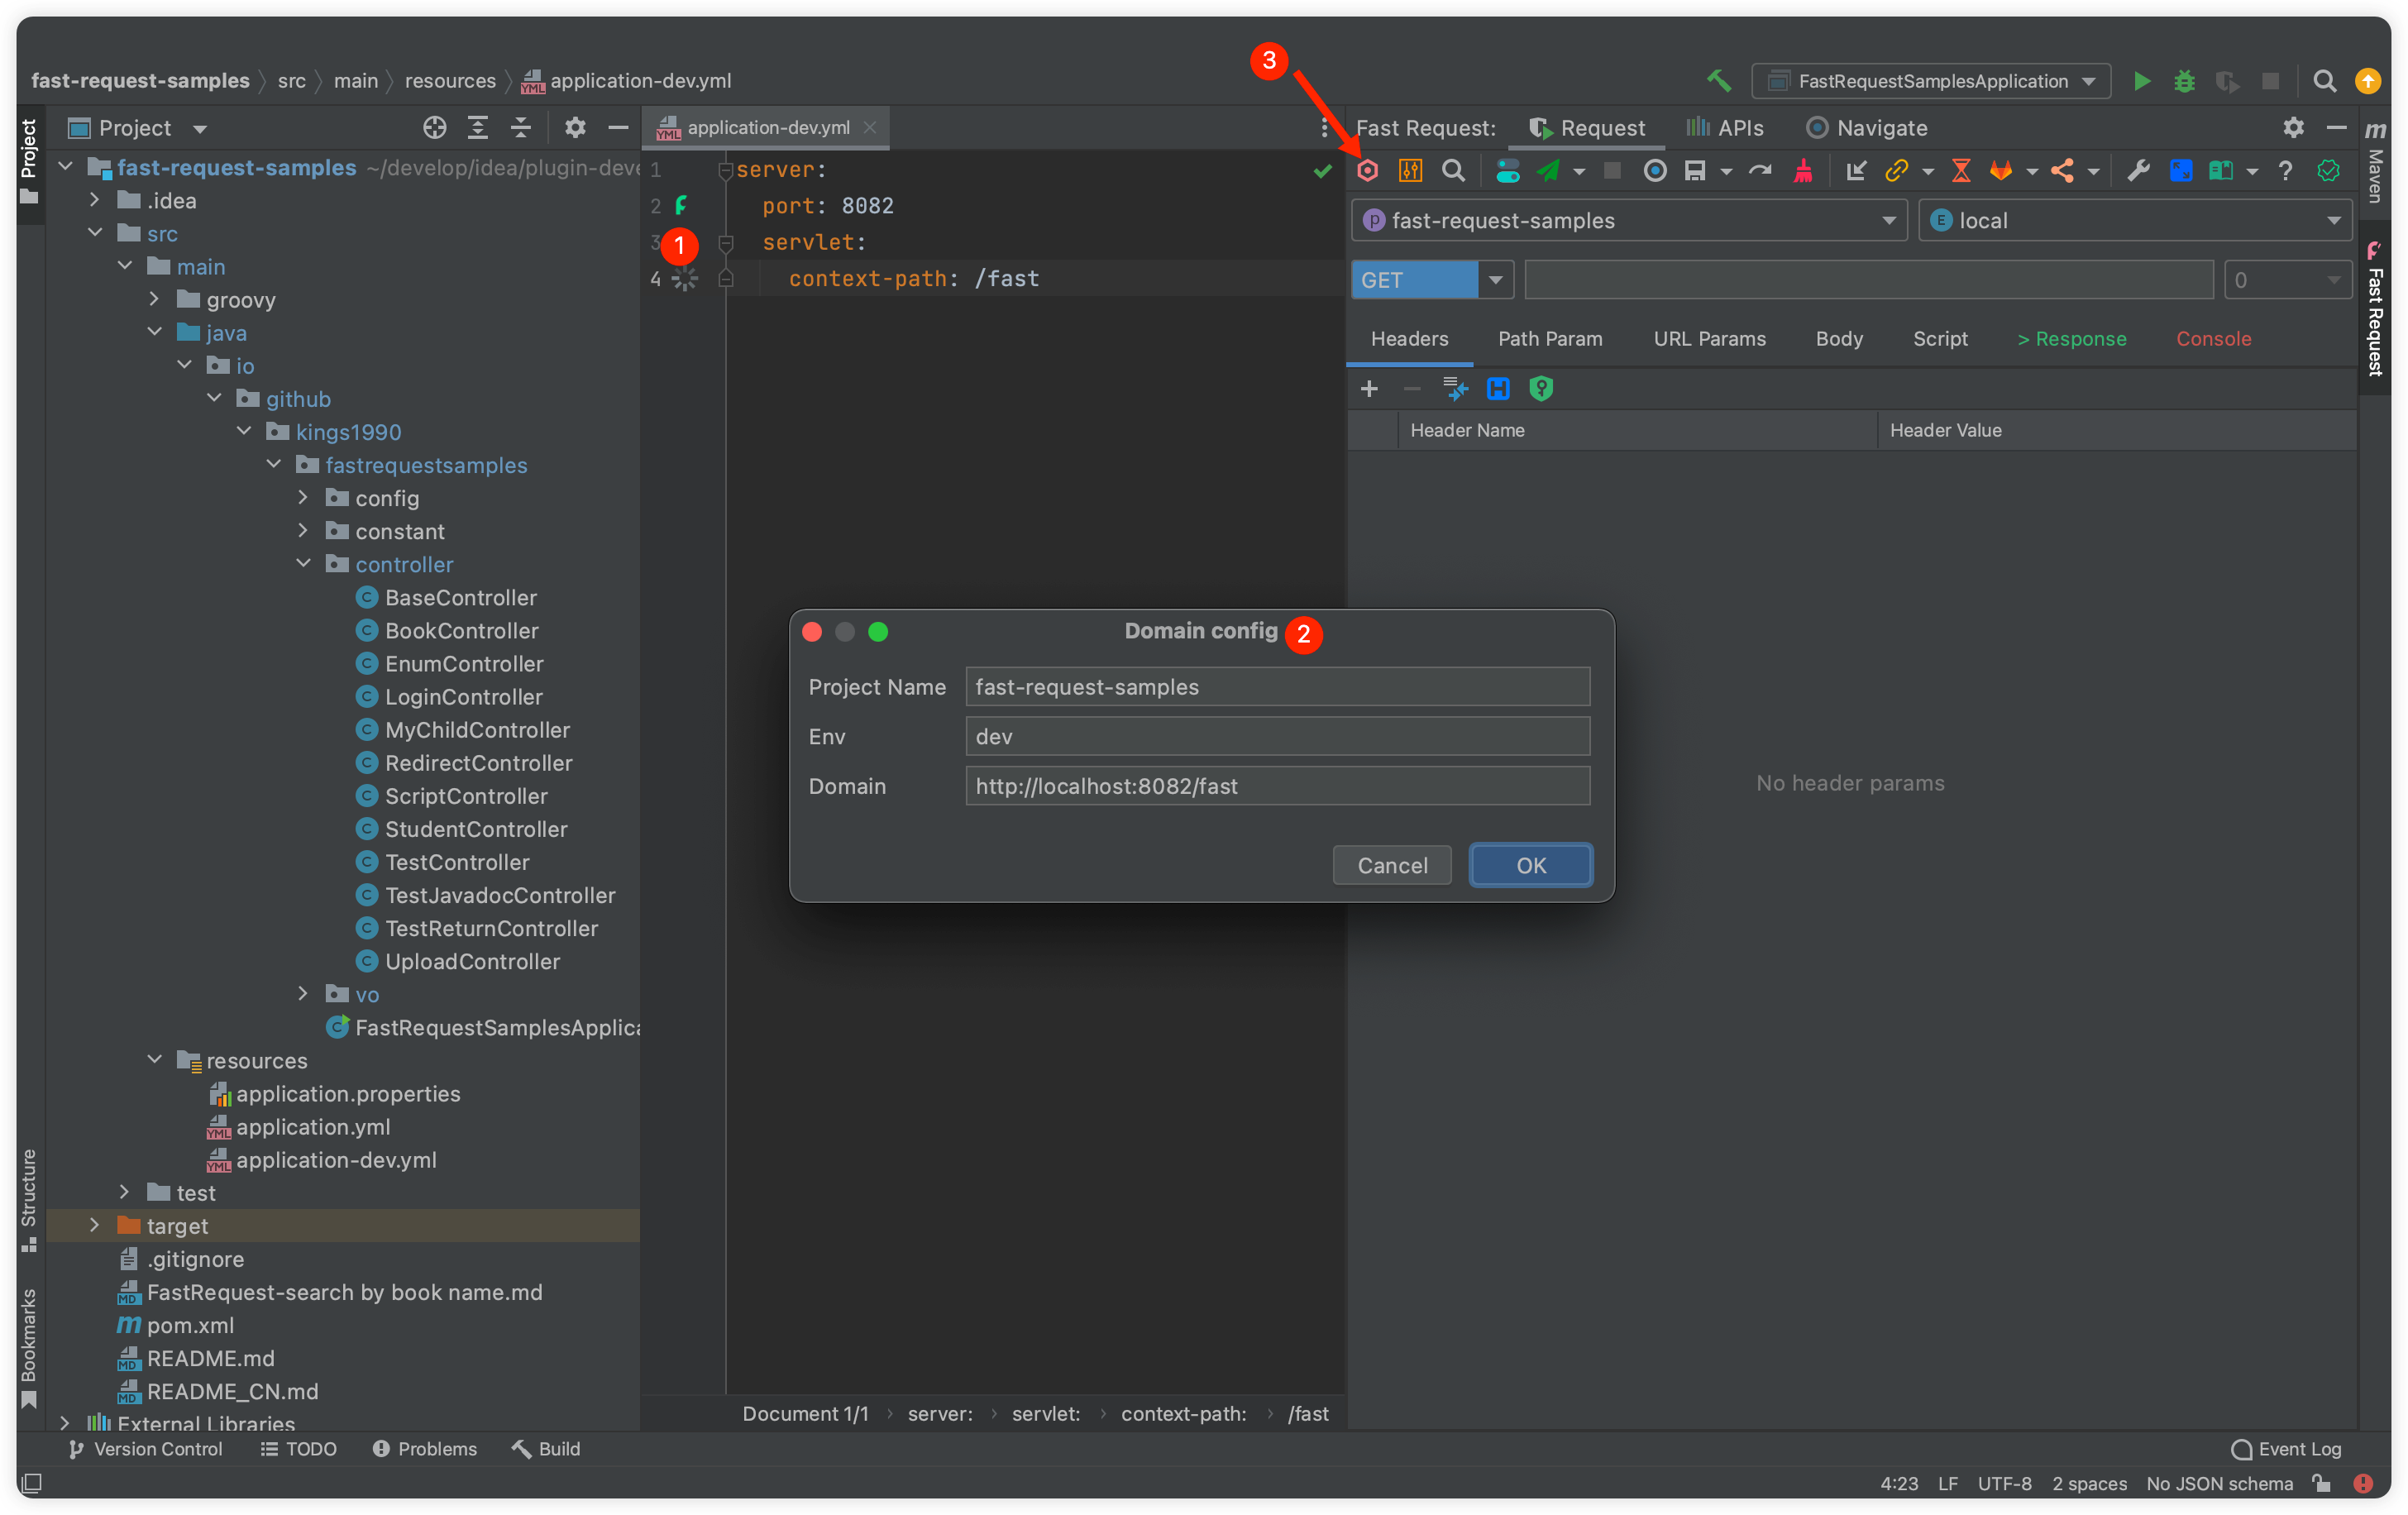 fast-request-samples 〉 src 〉 main 〉 resources 〉 application-dev.yml
FastRequestSamplesApplication
3
Project
Project
application-dev.yml
Fast Request:
Request
APIs
Navigate
Maven
fast-request-samples ~/develop/idea/plugin-deve
.idea
src
main
groovy
java
io
github
kings1990
fastrequestsamples
config
constant
controller
BaseController
BookController
EnumController
LoginController
MyChildController
RedirectController
ScriptController
StudentController
TestController
TestJavadocController
TestReturnController
UploadController
vo
FastRequestSamplesApplica
resources
application.properties
application.yml
application-dev.yml
test
target
.gitignore
FastRequest-search by book name.md
pom.xml
README.md
README_CN.md
External Libraries
Structure
Bookmarks
1 server:
2 port: 8082
3 servlet:
4 context-path: /fast
1
fast-request-samples
local
GET
0
Fast Request
Headers
Path Param
URL Params
Body
Script
> Response
Console
Header Name
Header Value
No header params
Domain config
2
Project Name fast-request-samples
Env dev
Domain http://localhost:8082/fast
Cancel
OK
Document 1/1 › server: › servlet: › context-path: › /fast
Version Control
TODO
Problems
Build
Event Log
4:23 LF UTF-8 2 spaces No JSON schema